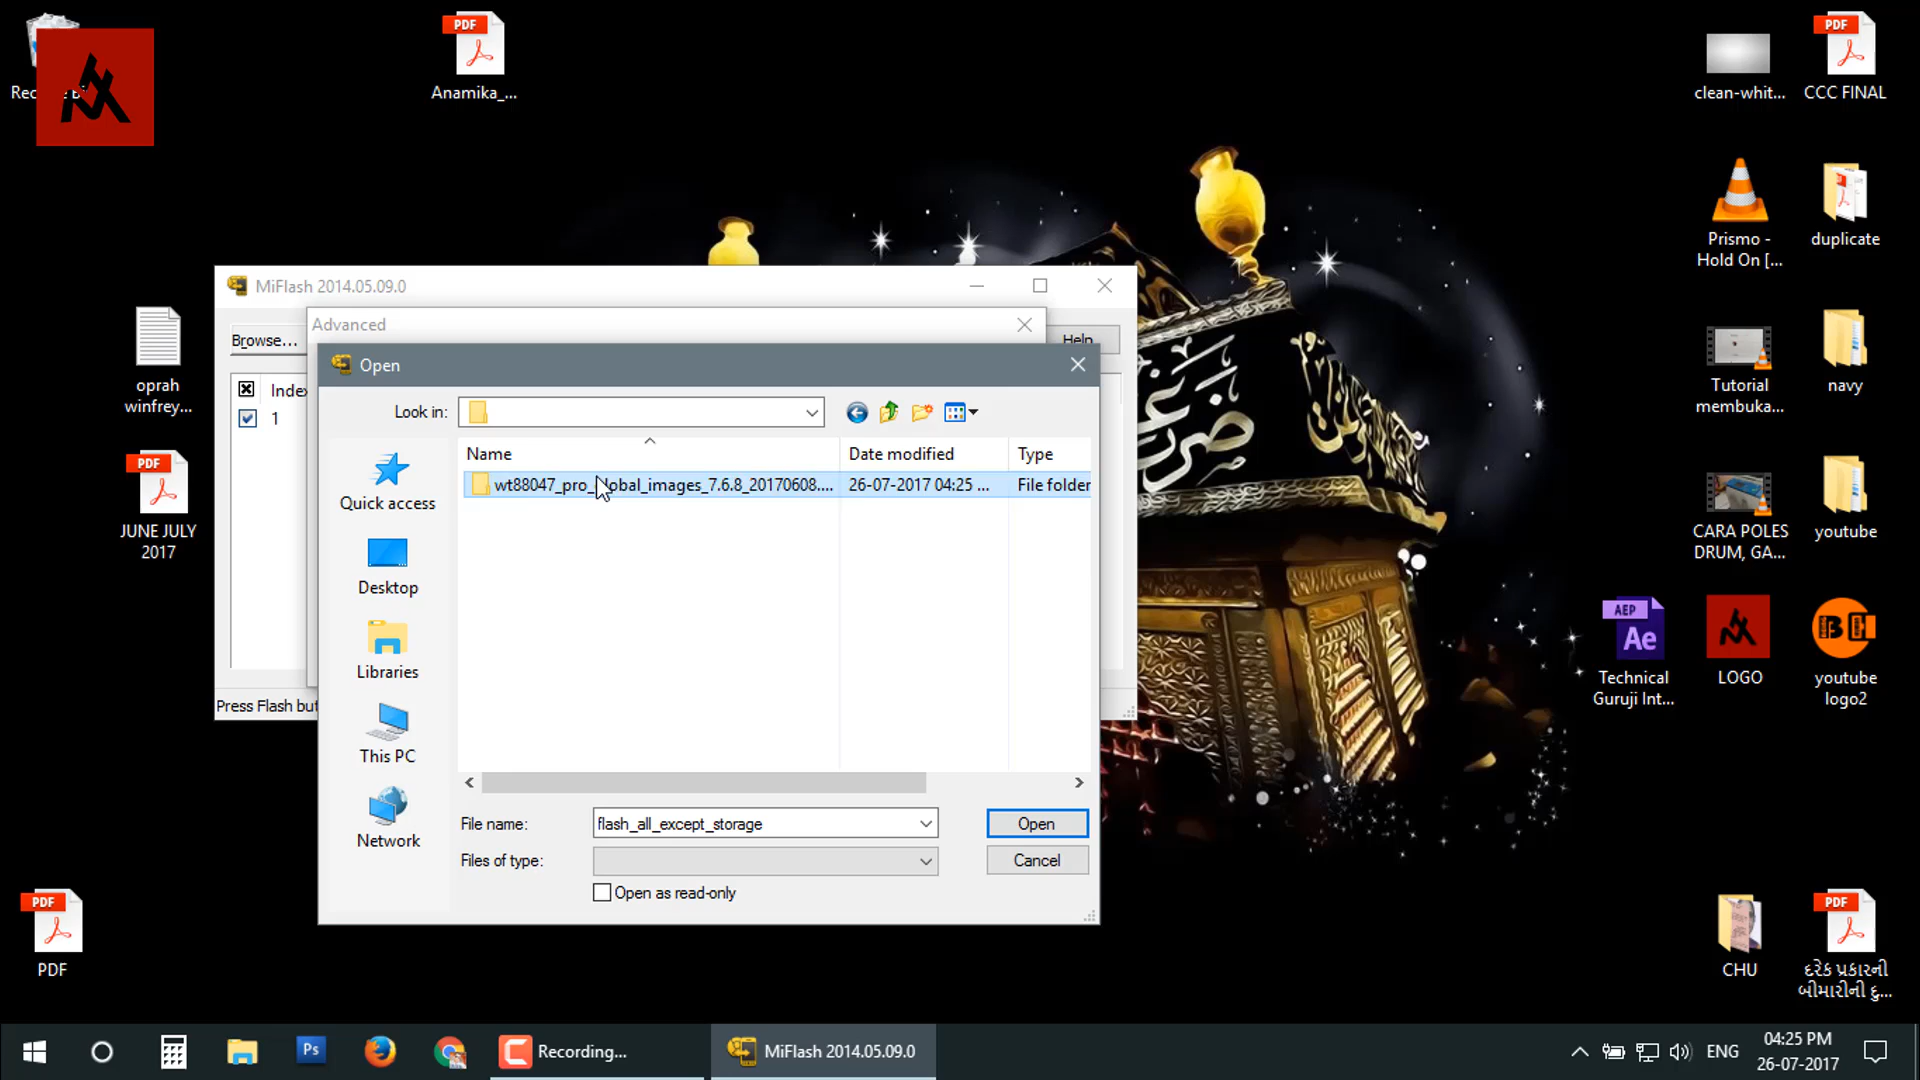 Rec
Bi
Anamika_...
clean-whit...
CCC FINAL
Prismo -
Hold On [...
duplicate
oprah
winfrey...
Tutorial
membuka...
navy
JUNE JULY
2017
CARA POLES
DRUM, GA...
youtube
Technical
Guruji Int...
LOGO
youtube
logo2
PDF
CHU
દરેક પ્રકારની
બીમારીની દુ...
PDF
PDF
PDF
PDF
PDF
AEP
Ae
MiFlash 2014.05.09.0
Browse...
Help
Index
1
Press Flash but
Advanced
Open
Look in:
Name
Date modified
Type
wt88047_pro_global_images_7.6.8_20170608....
26-07-2017 04:25 ...
File folder
Quick access
Desktop
Libraries
This PC
Network
File name:
flash_all_except_storage
Open
Files of type:
Cancel
Open as read-only
Ps
Recording...
MiFlash 2014.05.09.0
ENG
04:25 PM
26-07-2017